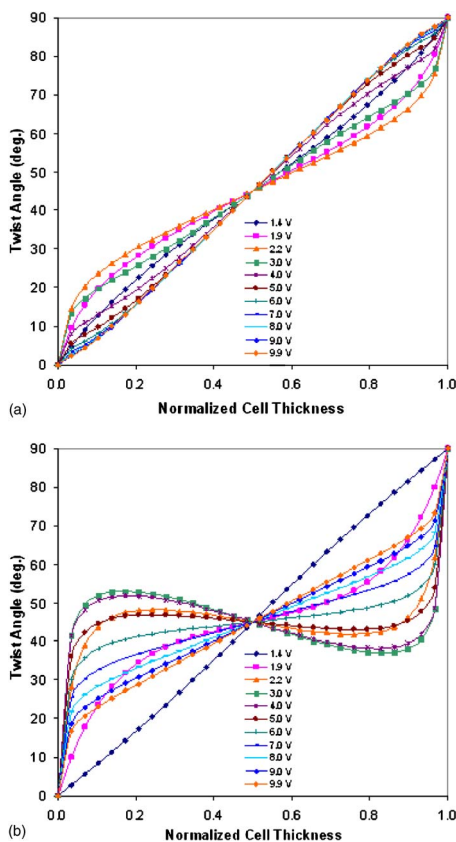 90
80
70
60
50
40
30
20
10
0
Twist Angle (deg.)
1.4 V
1.9 V
2.2 V
3.0 V
4.0 V
5.0 V
6.0 V
7.0 V
8.0 V
9.0 V
9.9 V
0.0 0.2 0.4 0.6 0.8 1.0
(a)
Normalized Cell Thickness
90
80
70
60
50
40
30
20
10
0
Twist Angle (deg.)
1.4 V
1.9 V
2.2 V
3.0 V
4.0 V
5.0 V
6.0 V
7.0 V
8.0 V
9.0 V
9.9 V
0.0 0.2 0.4 0.6 0.8 1.0
(b)
Normalized Cell Thickness